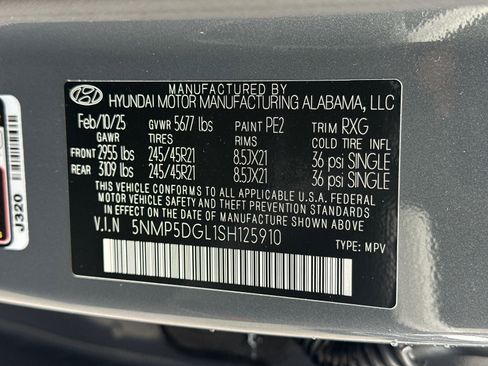 MANUFACTURED BY
HYUNDAI MOTOR MANUFACTURING ALABAMA, LLC
Feb/10/25 GVWR 5677 lbs PAINT PE2 TRIM RXG
GAWR TIRES RIMS COLD TIRE INFL
FRONT 2955 lbs 245/45R21 8.5JX21 36 psi SINGLE
REAR 3109 lbs 245/45R21 8.5JX21 36 psi SINGLE
THIS VEHICLE CONFORMS TO ALL APPLICABLE U.S.A. FEDERAL
MOTOR VEHICLE SAFETY AND THEFT PREVENTION STANDARDS
IN EFFECT ON THE DATE OF MANUFACTURE SHOWN ABOVE.
V.I.N 5NMP5DGL1SH125910 TYPE: MPV
J320